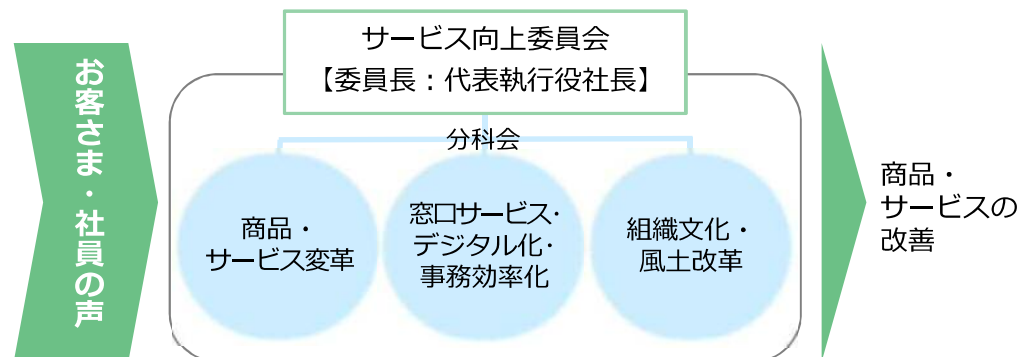 お客さま・社員の声
サービス向上委員会
【委員長：代表執行役社長】
分科会
商品・
サービス変革
窓口サービス・
デジタル化・
事務効率化
組織文化・
風土改革
商品・
サービスの
改善